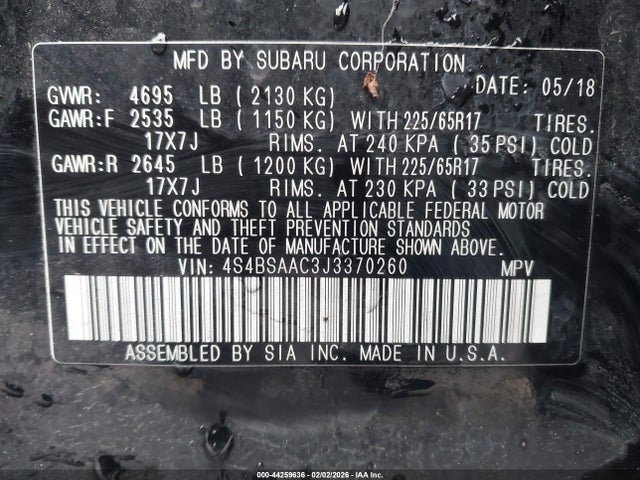 MFD BY SUBARU CORPORATION
DATE: 05/18
GVWR: 4695 LB ( 2130 KG)
GAWR:F 2535 LB ( 1150 KG) WITH 225/65R17 TIRES.
17X7J RIMS. AT 240 KPA ( 35 PSI) COLD
GAWR:R 2645 LB ( 1200 KG) WITH 225/65R17 TIRES.
17X7J RIMS. AT 230 KPA ( 33 PSI) COLD
THIS VEHICLE CONFORMS TO ALL APPLICABLE FEDERAL MOTOR
VEHICLE SAFETY AND THEFT PREVENTION STANDARDS
IN EFFECT ON THE DATE OF MANUFACTURE SHOWN ABOVE.
VIN: 4S4BSAAC3J3370260 MPV
ASSEMBLED BY SIA INC. MADE IN U.S.A.
000-44259636 - 02/02/2026 - Copyright © IAA Holdings, LLC